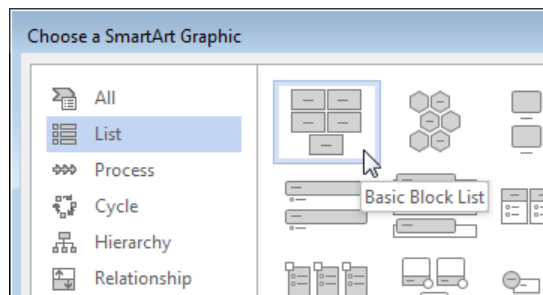 Choose a SmartArt Graphic
All
List
Process
Cycle
Hierarchy
Relationship
Basic Block List